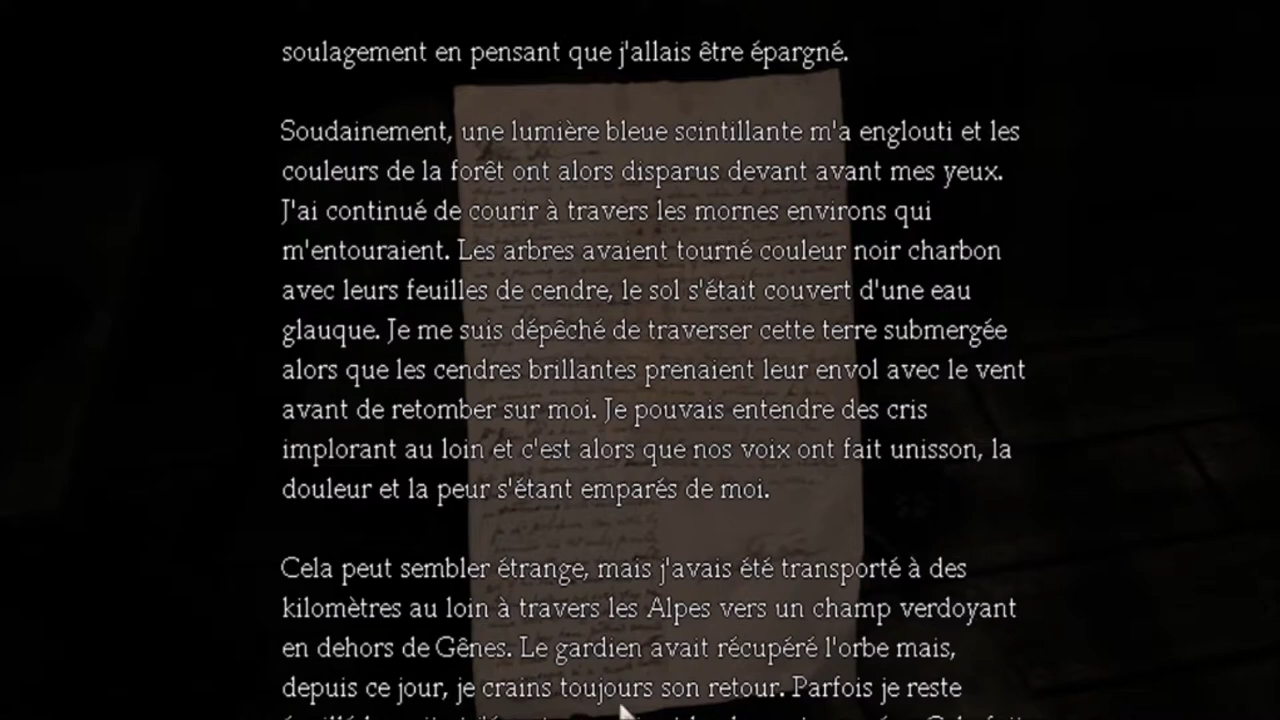 soulagement en pensant que j'allais être épargné.
Soudainement, une lumière bleue scintillante m'a englouti et les
couleurs de la forêt ont alors disparus devant avant mes yeux.
J'ai continué de courir à travers les mornes environs qui
m'entouraient. Les arbres avaient tourné couleur noir charbon
avec leurs feuilles de cendre, le sol s'était couvert d'une eau
glauque. Je me suis dépêché de traverser cette terre submergée
alors que les cendres brillantes prenaient leur envol avec le vent
avant de retomber sur moi. Je pouvais entendre des cris
implorant au loin et c'est alors que nos voix ont fait unisson, la
douleur et la peur s'étant emparés de moi.
Cela peut sembler étrange, mais j'avais été transporté à des
kilomètres au loin à travers les Alpes vers un champ verdoyant
en dehors de Gênes. Le gardien avait récupéré l'orbe mais,
depuis ce jour, je crains toujours son retour. Parfois je reste